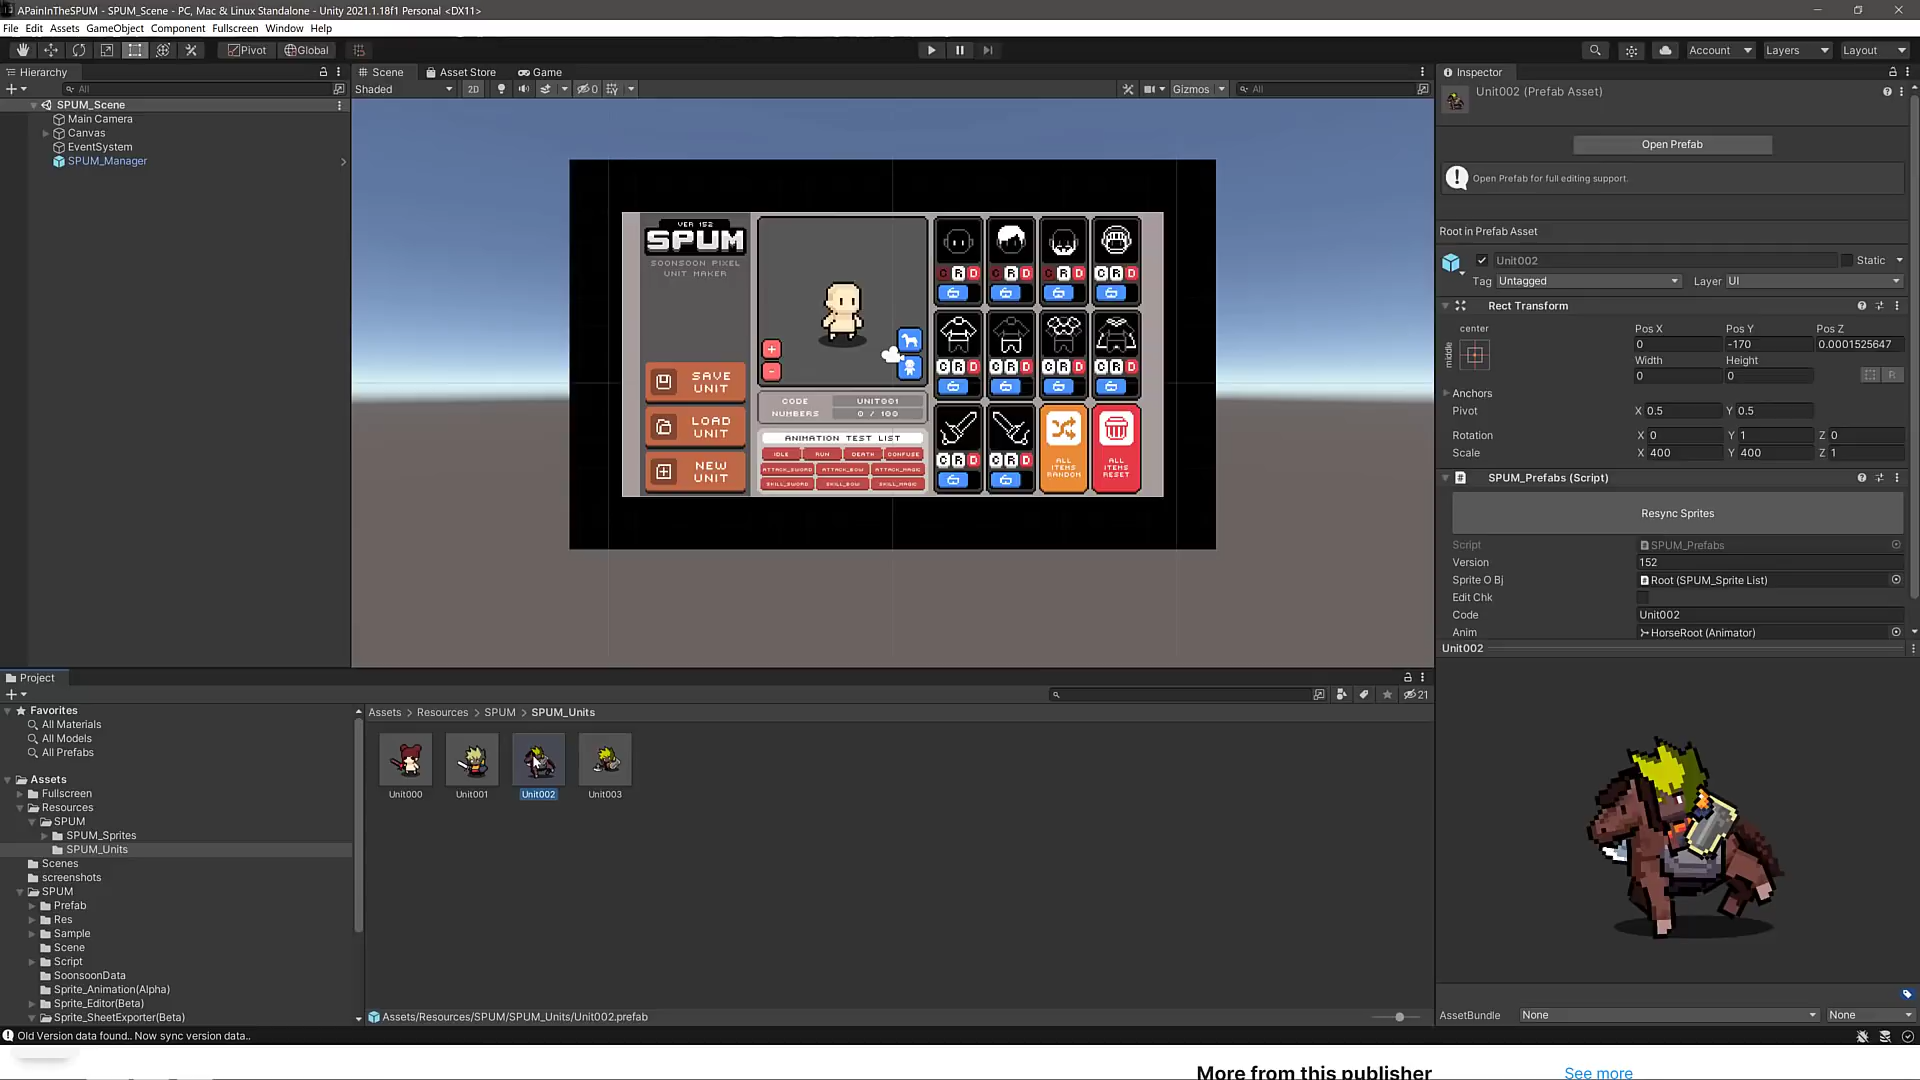 APainInTheSPUM - SPUM_Scene - PC, Mac & Linux Standalone - Unity 2021.1.18f1 Personal <DX11>
File Edit Assets GameObject Component Fullscreen Window Help
Pivot Global
Account Layers Layout
Hierarchy
All
SPUM_Scene
Main Camera
Canvas
EventSystem
SPUM_Manager
Scene Asset Store Game
Shaded 2D 0 Gizmos All
VER 152
SPUM
SOONSOON PIXEL
UNIT MAKER
SAVE
UNIT
LOAD
UNIT
NEW
UNIT
CODE UNIT001
NUMBERS 0 / 100
ANIMATION TEST LIST
IDLE RUN DEATH CONFUSE
ATTACK_SWORD ATTACK_BOW ATTACK_MAGIC
SKILL_SWORD SKILL_BOW SKILL_MAGIC
C R D C R D C R D C R D
C R D C R D C R D C R D
C R D C R D
ALL
ITEMS
RANDOM
ALL
ITEMS
RESET
Inspector
Unit002 (Prefab Asset)
Open Prefab
Open Prefab for full editing support.
Root in Prefab Asset
Unit002 Static
Tag Untagged Layer UI
Rect Transform
center
middle
Pos X Pos Y Pos Z
0 -170 0.0001525647
Width Height
0 0
R
Anchors
Pivot X 0.5 Y 0.5
Rotation X 0 Y 1 Z 0
Scale X 400 Y 400 Z 1
SPUM_Prefabs (Script)
Resync Sprites
Script SPUM_Prefabs
Version 152
Sprite O Bj Root (SPUM_Sprite List)
Edit Chk
Code Unit002
Anim HorseRoot (Animator)
Unit002
AssetBundle None None
Project
21
Favorites
All Materials
All Models
All Prefabs
Assets
Fullscreen
Resources
SPUM
SPUM_Sprites
SPUM_Units
Scenes
screenshots
SPUM
Prefab
Res
Sample
Scene
Script
SoonsoonData
Sprite_Animation(Alpha)
Sprite_Editor(Beta)
Sprite_SheetExporter(Beta)
Assets > Resources > SPUM > SPUM_Units
Unit000 Unit001 Unit002 Unit003
Assets/Resources/SPUM/SPUM_Units/Unit002.prefab
Old Version data found.. Now sync version data..
More from this publisher See more